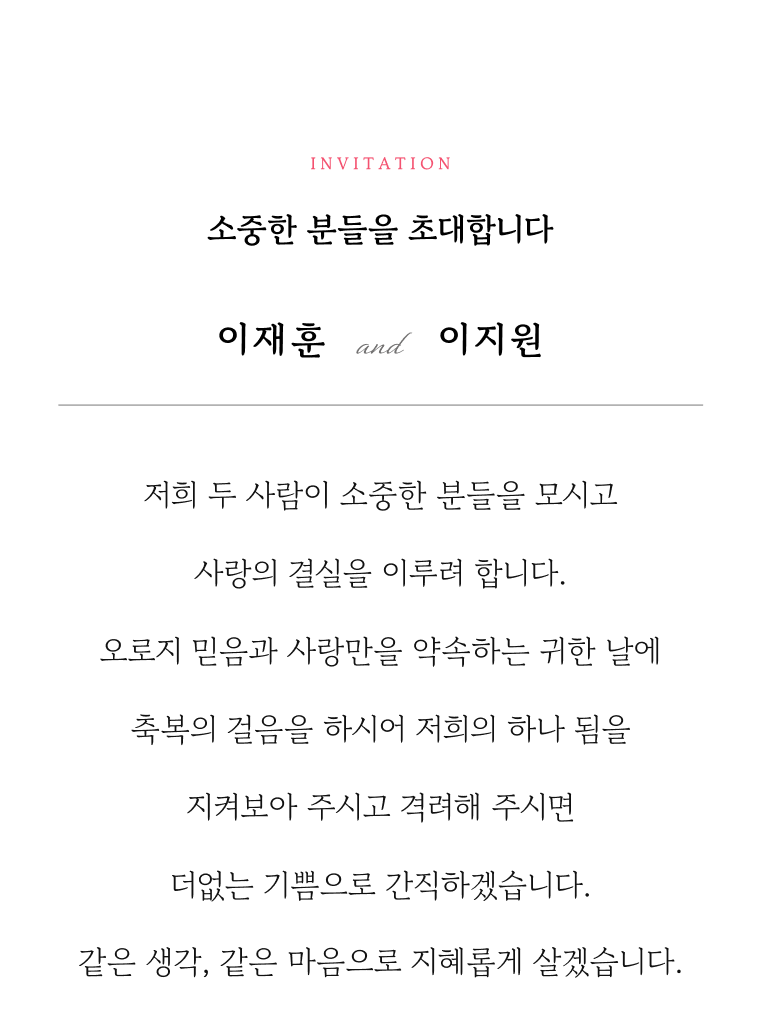 INVITATION
소중한 분들을 초대합니다
이재훈 and 이지원
저희 두 사람이 소중한 분들을 모시고
사랑의 결실을 이루려 합니다.
오로지 믿음과 사랑만을 약속하는 귀한 날에
축복의 걸음을 하시어 저희의 하나 됨을
지켜보아 주시고 격려해 주시면
더없는 기쁨으로 간직하겠습니다.
같은 생각, 같은 마음으로 지혜롭게 살겠습니다.